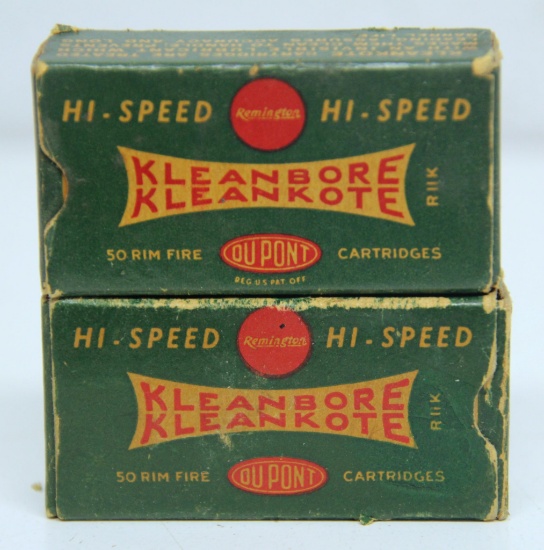 HI-SPEED Remington HI-SPEED
KLEANBORE
KLEANKOTE
R11K
50 RIM FIRE DU PONT CARTRIDGES
REG. U.S. PAT. OFF.
HI-SPEED Remington HI-SPEED
KLEANBORE
KLEANKOTE
R11K
50 RIM FIRE DU PONT CARTRIDGES